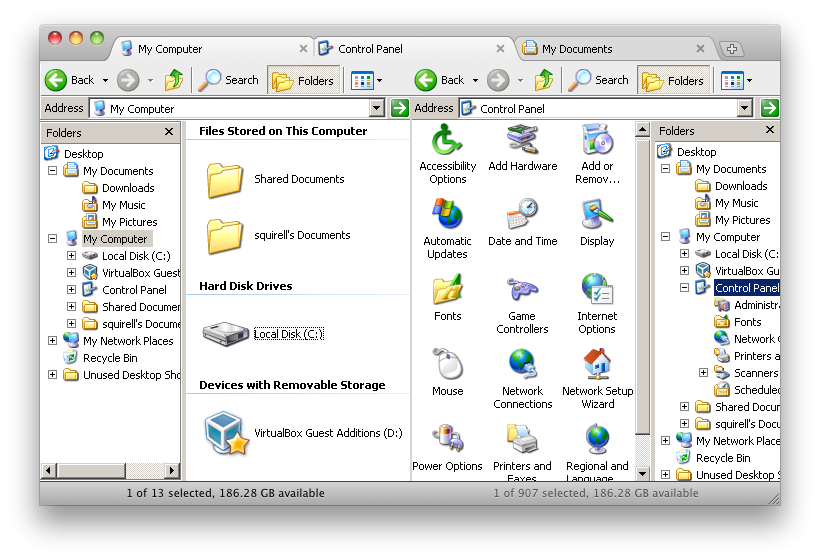 My Computer
Control Panel
My Documents
Back
Search
Folders
Back
Search
Folders
Address
My Computer
Address
Control Panel
Folders
Desktop
My Documents
Downloads
My Music
My Pictures
My Computer
Local Disk (C:)
VirtualBox Guest
Control Panel
Shared Documen
squirell's Docume
My Network Places
Recycle Bin
Unused Desktop Sho
Files Stored on This Computer
Shared Documents
squirell's Documents
Hard Disk Drives
Local Disk (C:)
Devices with Removable Storage
VirtualBox Guest Additions (D:)
Accessibility
Options
Add Hardware
Add or
Remov...
Automatic
Updates
Date and Time
Display
Fonts
Game
Controllers
Internet
Options
Mouse
Network
Connections
Network Setup
Wizard
Power Options
Printers and
Faxes
Regional and
Language
Folders
Desktop
My Documents
Downloads
My Music
My Pictures
My Computer
Local Disk (C:
VirtualBox Gu
Control Panel
Administra
Fonts
Network C
Printers a
Scanners
Scheduled
Shared Docur
squirell's Docu
My Network Place
Recycle Bin
Unused Desktop S
1 of 13 selected, 186.28 GB available
1 of 907 selected, 186.28 GB available